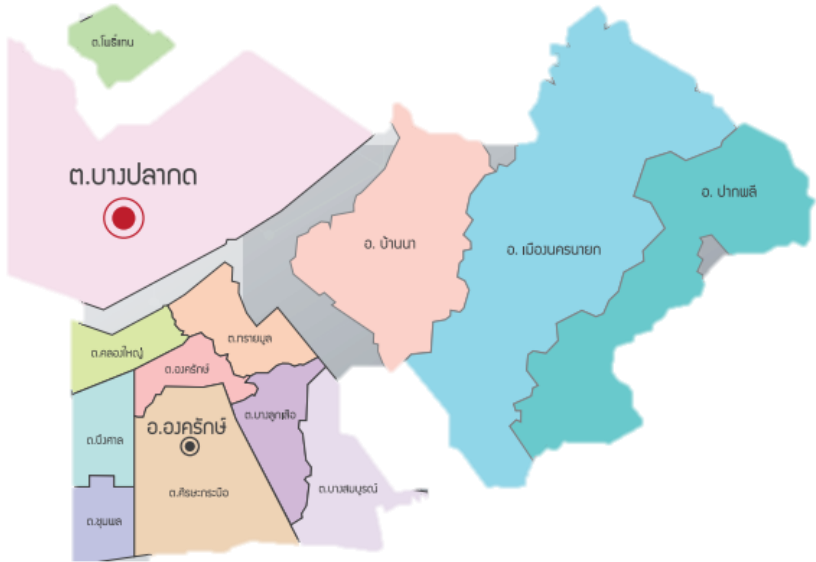 ต.โพธิ์แทน
ต.บางปลากด
อ. ปากพลี
อ. บ้านนา
อ. เมืองนครนายก
ต.ทรายมูล
ต.คลองใหญ่
ต.องครักษ์
ต.บางลูกเสือ
อ.องครักษ์
ต.บึงศาล
ต.ศีรษะกระบือ
ต.บางสมบูรณ์
ต.ชุมพล